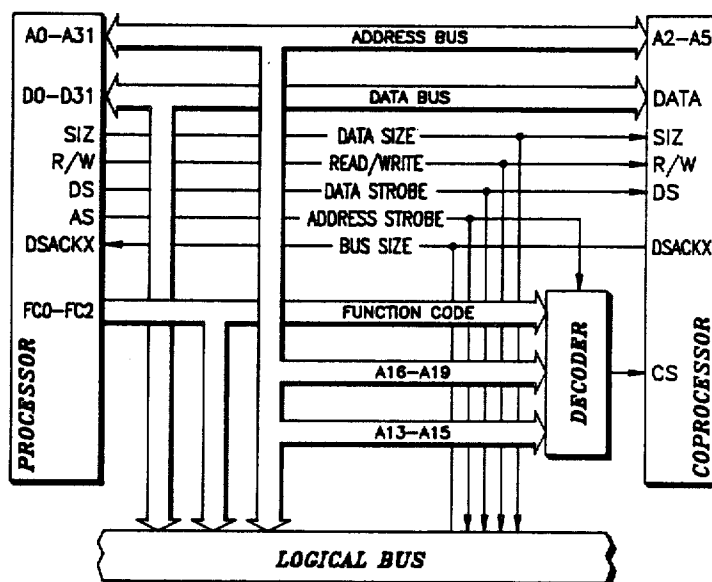 A0-A31 ADDRESS BUS A2-A5
D0-D31 DATA BUS DATA
SIZ DATA SIZE SIZ
R/W READ/WRITE R/W
DS DATA STROBE DS
AS ADDRESS STROBE
DSACKX BUS SIZE DSACKX
FC0-FC2 FUNCTION CODE
A16-A19 CS
A13-A15
PROCESSOR
DECODER
COPROCESSOR
LOGICAL BUS